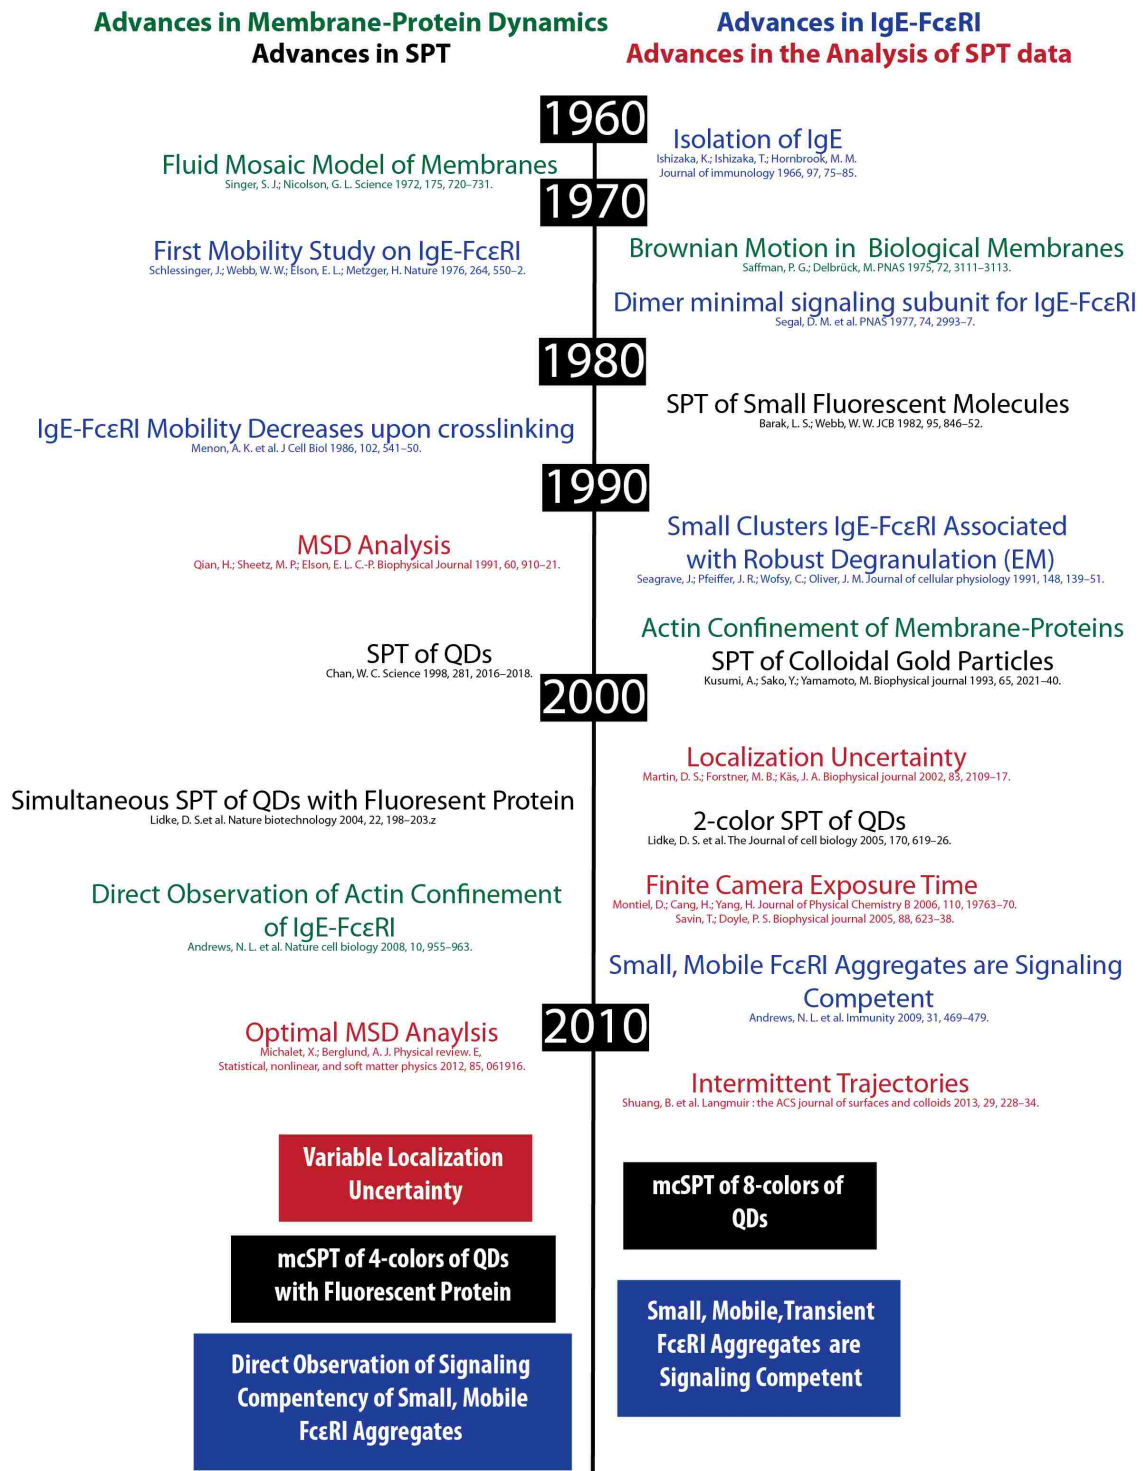 Advances in Membrane-Protein Dynamics
Advances in SPT
Advances in IgE-FcεRI
Advances in the Analysis of SPT data
1960
Isolation of IgE
Ishizaka, K.; Ishizaka, T.; Hornbrook, M. M.
Journal of immunology 1966, 97, 75–85.
Fluid Mosaic Model of Membranes
Singer, S. J.; Nicolson, G. L. Science 1972, 175, 720–731.
1970
First Mobility Study on IgE-FcεRI
Schlessinger, J.; Webb, W. W.; Elson, E. L.; Metzger, H. Nature 1976, 264, 550–2.
Brownian Motion in Biological Membranes
Saffman, P. G.; Delbrück, M. PNAS 1975, 72, 3111–3113.
Dimer minimal signaling subunit for IgE-FcεRI
Segal, D. M. et al. PNAS 1977, 74, 2993–7.
1980
SPT of Small Fluorescent Molecules
Barak, L. S.; Webb, W. W. JCB 1982, 95, 846–52.
IgE-FcεRI Mobility Decreases upon crosslinking
Menon, A. K. et al. J Cell Biol 1986, 102, 541–50.
1990
Small Clusters IgE-FcεRI Associated
with Robust Degranulation (EM)
Seagrave, J.; Pfeiffer, J. R.; Wofsy, C.; Oliver, J. M. Journal of cellular physiology 1991, 148, 139–51.
MSD Analysis
Qian, H.; Sheetz, M. P.; Elson, E. L. C.-P. Biophysical Journal 1991, 60, 910–21.
Actin Confinement of Membrane-Proteins
SPT of Colloidal Gold Particles
Kusumi, A.; Sako, Y.; Yamamoto, M. Biophysical journal 1993, 65, 2021–40.
SPT of QDs
Chan, W. C. Science 1998, 281, 2016–2018.
2000
Localization Uncertainty
Martin, D. S.; Forstner, M. B.; Käs, J. A. Biophysical journal 2002, 83, 2109–17.
Simultaneous SPT of QDs with Fluoresent Protein
Lidke, D. S.et al. Nature biotechnology 2004, 22, 198–203.z
2-color SPT of QDs
Lidke, D. S. et al. The Journal of cell biology 2005, 170, 619–26.
Finite Camera Exposure Time
Montiel, D.; Cang, H.; Yang, H. Journal of Physical Chemistry B 2006, 110, 19763–70.
Savin, T.; Doyle, P. S. Biophysical journal 2005, 88, 623–38.
Direct Observation of Actin Confinement
of IgE-FcεRI
Andrews, N. L. et al. Nature cell biology 2008, 10, 955–963.
Small, Mobile FcεRI Aggregates are Signaling
Competent
Andrews, N. L. et al. Immunity 2009, 31, 469–479.
2010
Optimal MSD Anaylsis
Michalet, X.; Berglund, A. J. Physical review. E,
Statistical, nonlinear, and soft matter physics 2012, 85, 061916.
Intermittent Trajectories
Shuang, B. et al. Langmuir : the ACS journal of surfaces and colloids 2013, 29, 228–34.
Variable Localization
Uncertainty
mcSPT of 8-colors of
QDs
mcSPT of 4-colors of QDs
with Fluorescent Protein
Small, Mobile,Transient
FcεRI Aggregates are
Signaling Competent
Direct Observation of Signaling
Compentency of Small, Mobile
FcεRI Aggregates